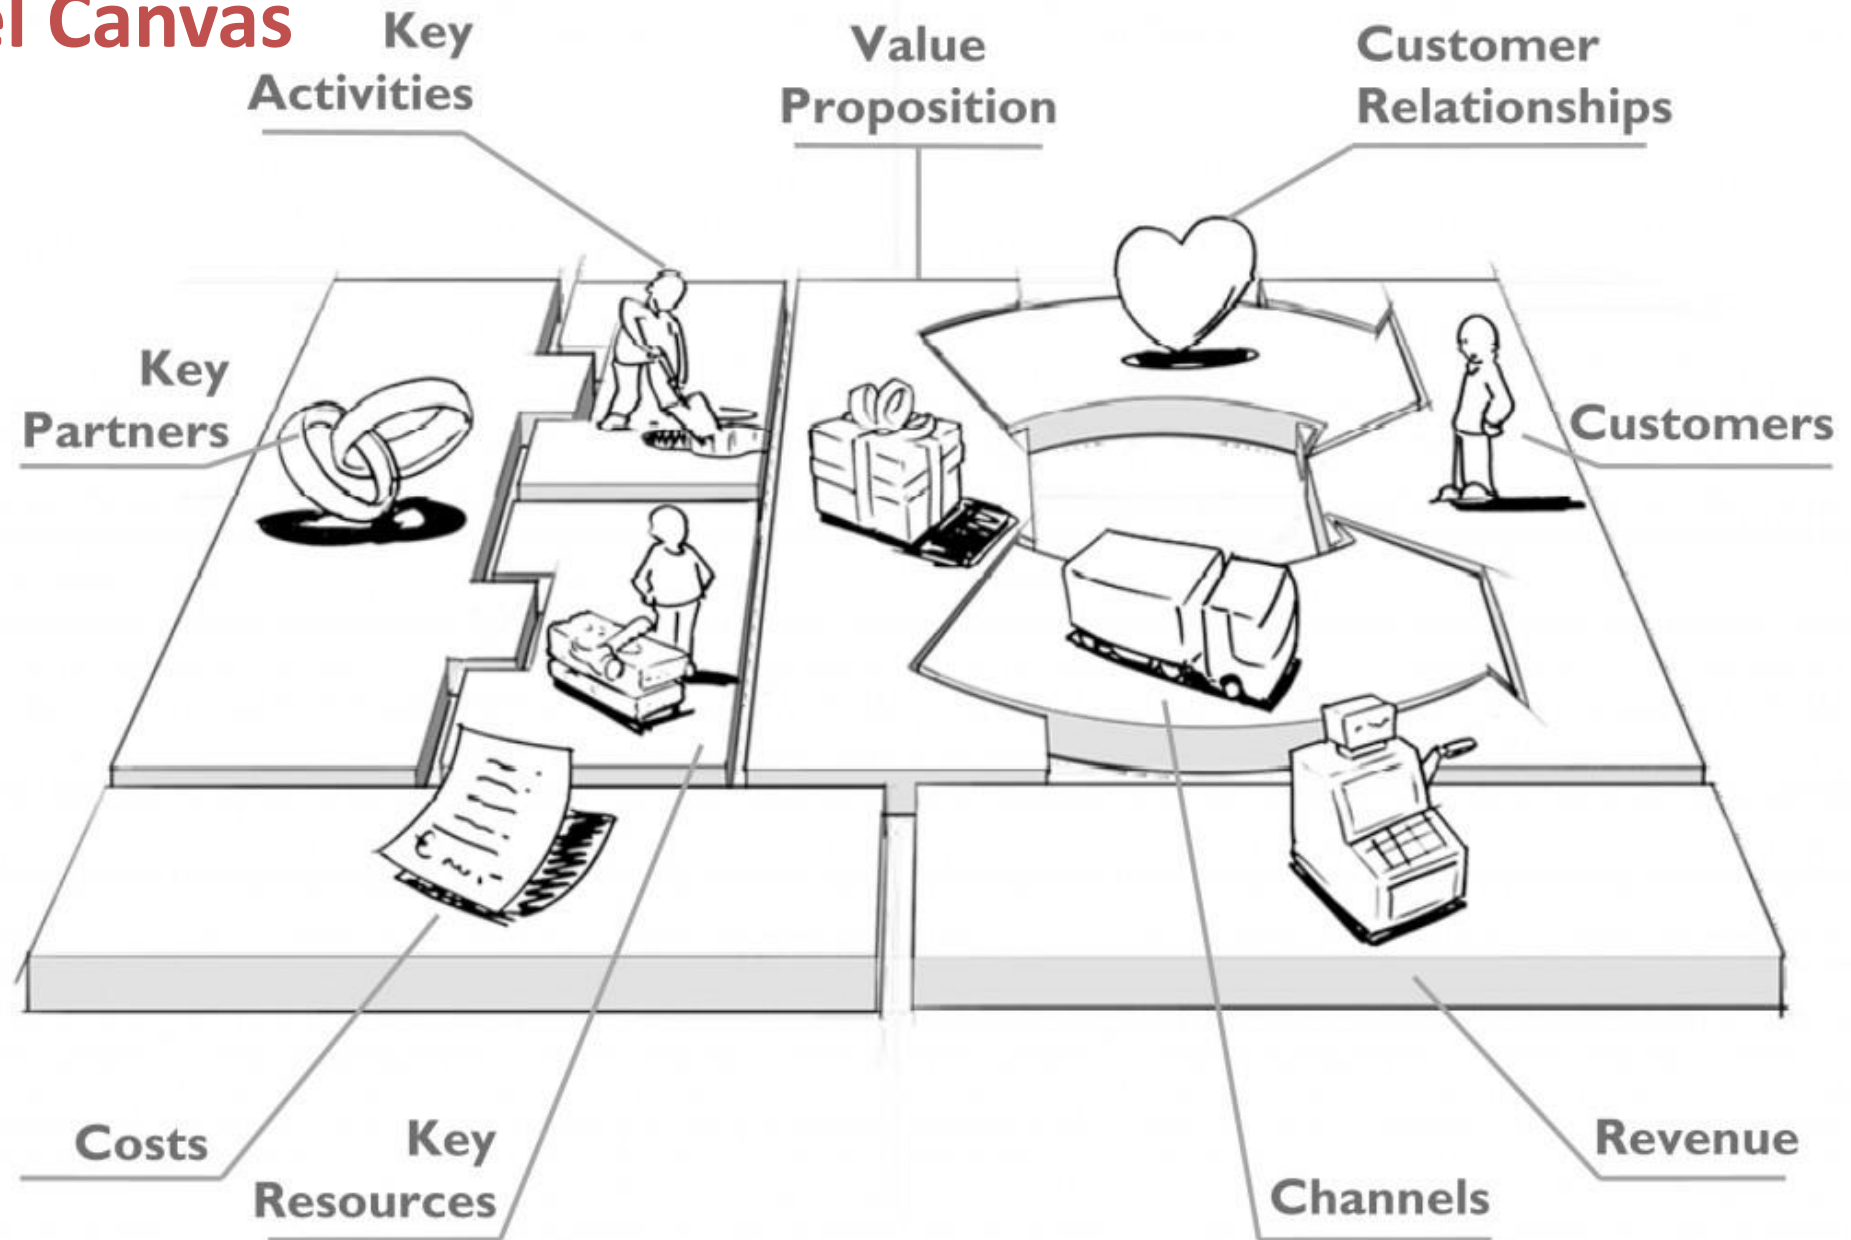 el Canvas
Key
Activities
Value
Proposition
Customer
Relationships
Key
Partners
Customers
€
Costs
Key
Resources
Channels
Revenue